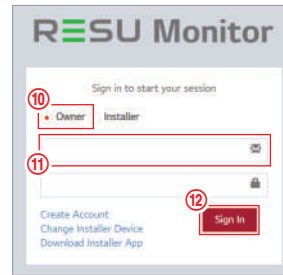 RESU Monitor
Sign in to start your session
⑩
Owner Installer
⑪
⑫
Create Account
Sign In
Change Installer Device
Download Installer App